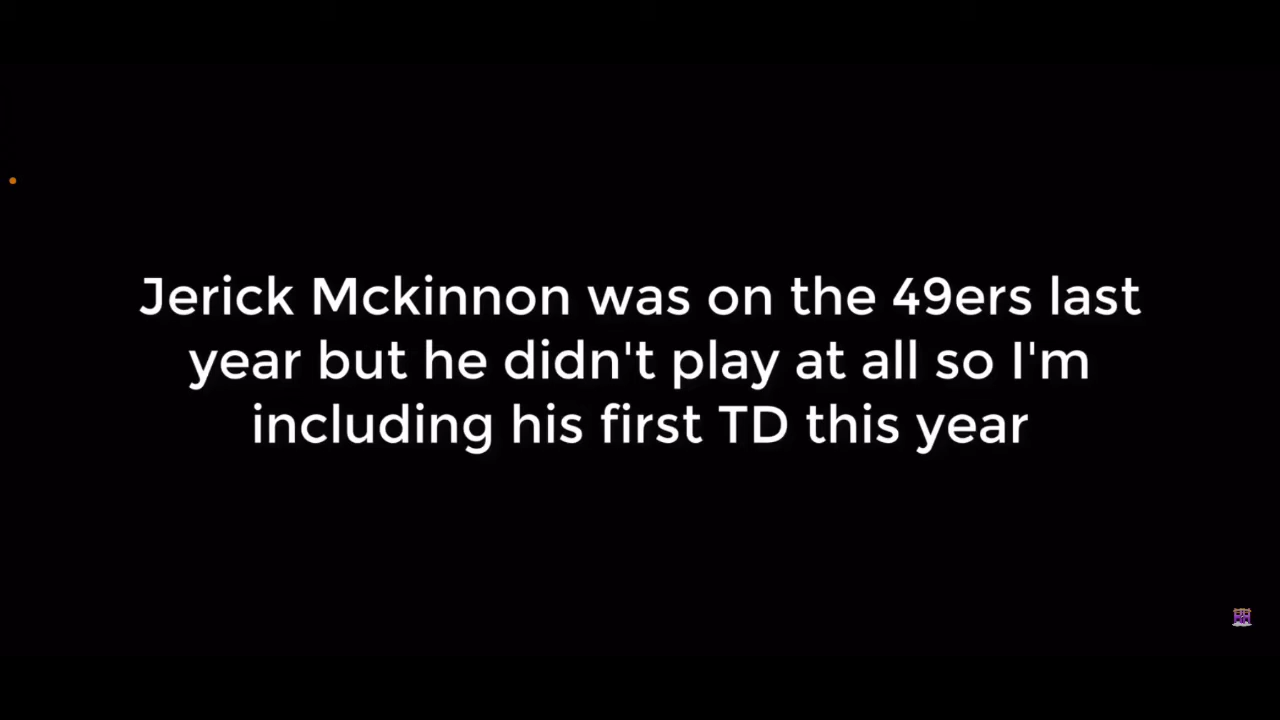 Jerick Mckinnon was on the 49ers last
year but he didn't play at all so I'm
including his first TD this year